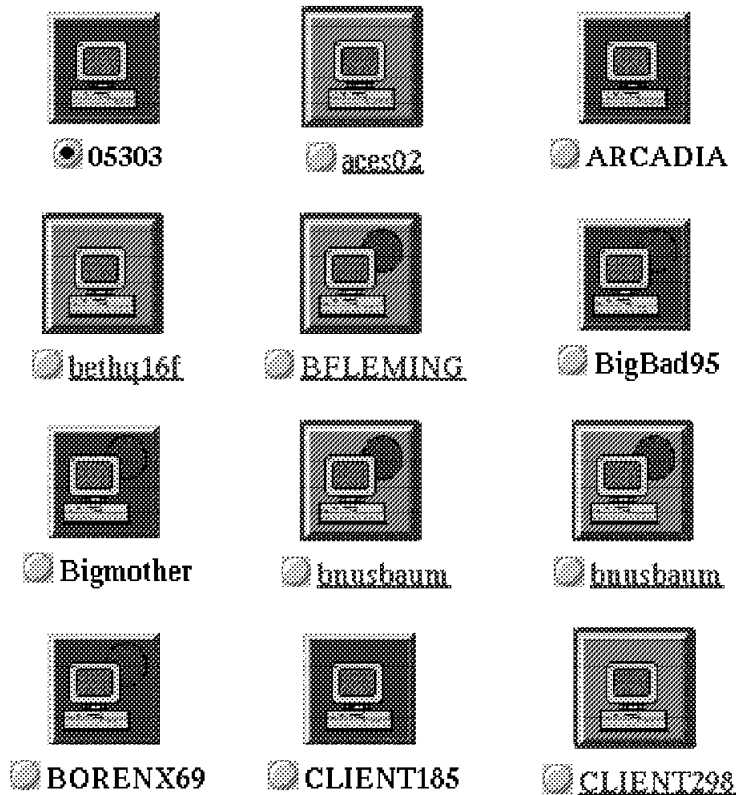 05303 aces02 ARCADIA
bethq16f BFLEMING BigBad95
Bigmother bnusbaum bnusbaum
BORENX69 CLIENT185 CLIENT298